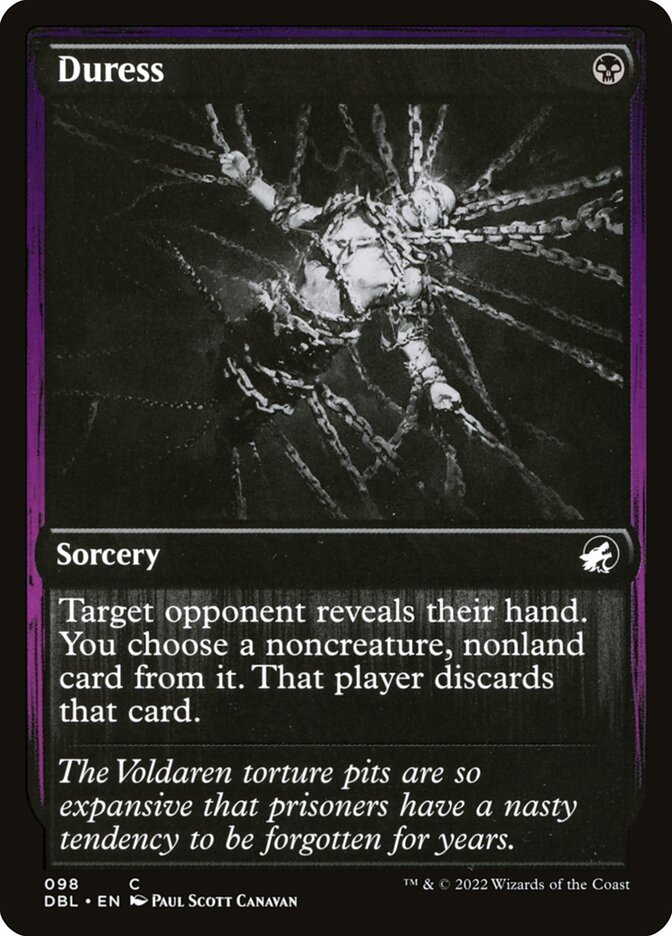 Duress
Sorcery
Target opponent reveals their hand.
You choose a noncreature, nonland
card from it. That player discards
that card.
The Voldaren torture pits are so
expansive that prisoners have a nasty
tendency to be forgotten for years.
098 C
DBL • EN Paul Scott Canavan
™ & © 2022 Wizards of the Coast